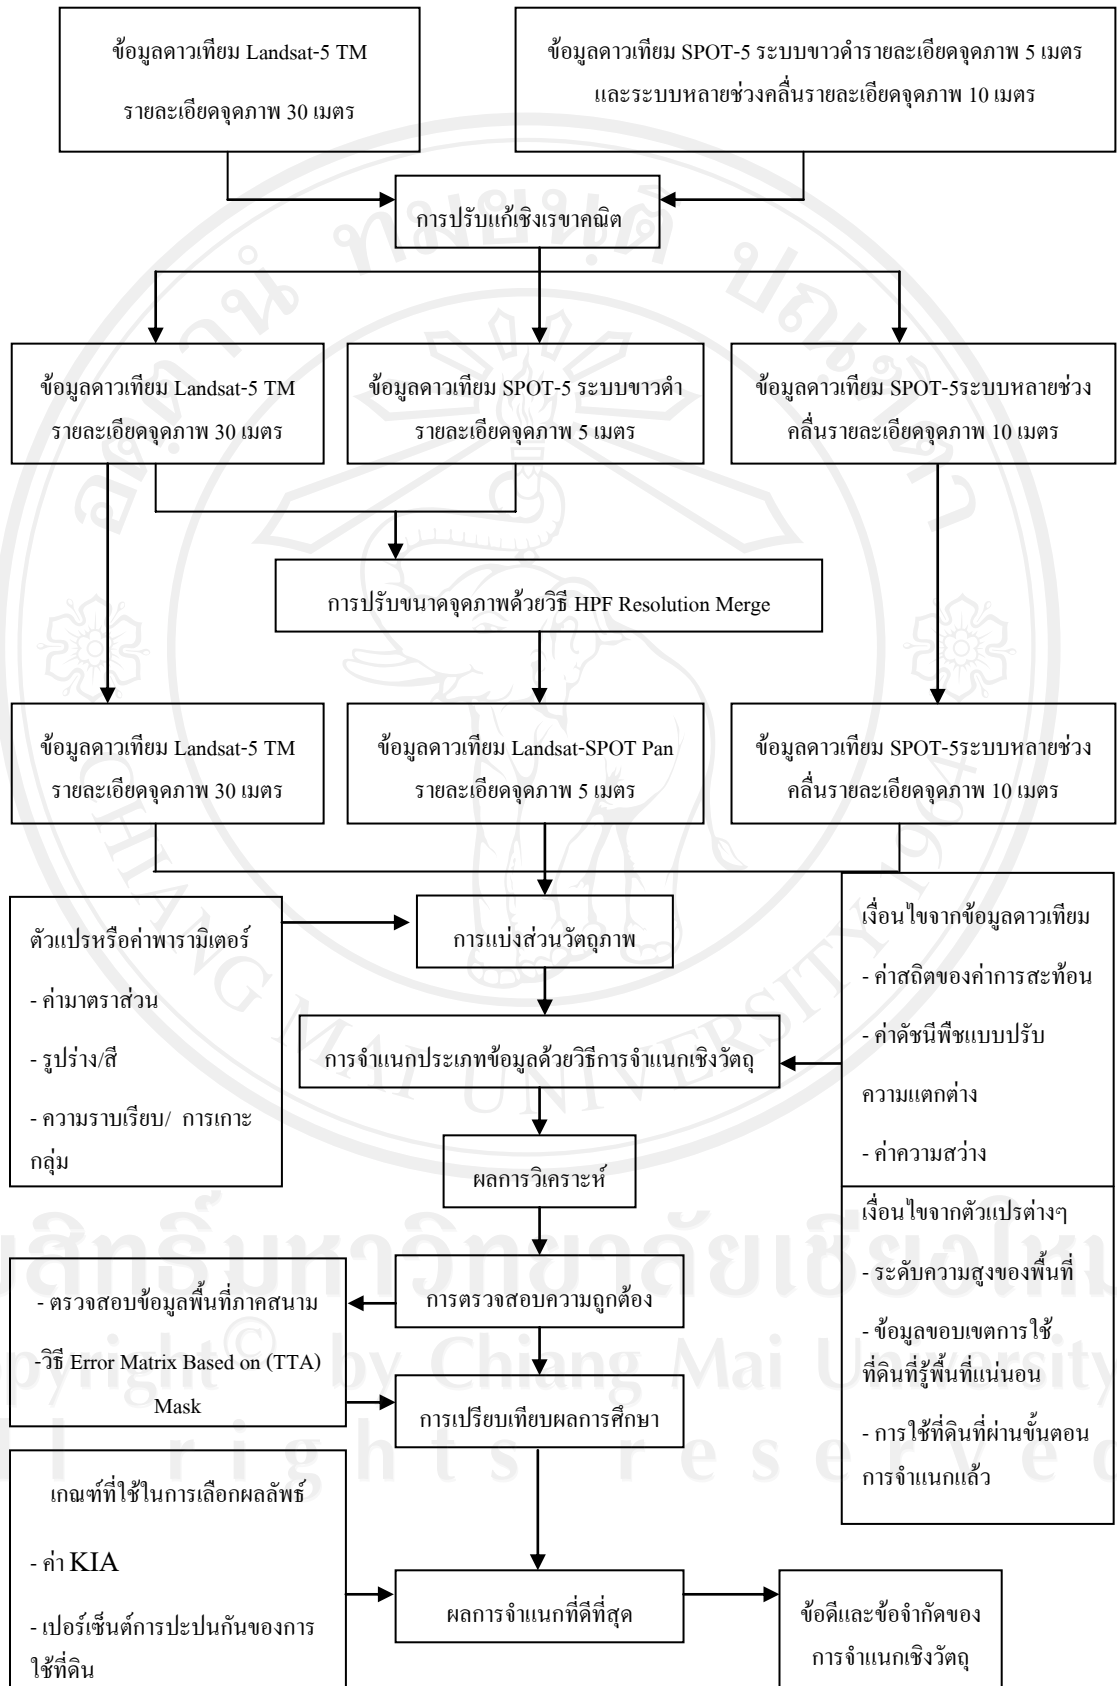 ข้อมูลดาวเทียม Landsat-5 TM
รายละเอียดจุดภาพ 30 เมตร
ข้อมูลดาวเทียม SPOT-5 ระบบขาวดำรายละเอียดจุดภาพ 5 เมตร
และระบบหลายช่วงคลื่นรายละเอียดจุดภาพ 10 เมตร
การปรับแก้เชิงเรขาคณิต
ข้อมูลดาวเทียม Landsat-5 TM
รายละเอียดจุดภาพ 30 เมตร
ข้อมูลดาวเทียม SPOT-5 ระบบขาวดำ
รายละเอียดจุดภาพ 5 เมตร
ข้อมูลดาวเทียม SPOT-5ระบบหลายช่วง
คลื่นรายละเอียดจุดภาพ 10 เมตร
การปรับขนาดจุดภาพด้วยวิธี HPF Resolution Merge
ข้อมูลดาวเทียม Landsat-5 TM
รายละเอียดจุดภาพ 30 เมตร
ข้อมูลดาวเทียม Landsat-SPOT Pan
รายละเอียดจุดภาพ 5 เมตร
ข้อมูลดาวเทียม SPOT-5ระบบหลายช่วง
คลื่นรายละเอียดจุดภาพ 10 เมตร
ตัวแปรหรือค่าพารามิเตอร์
- ค่ามาตราส่วน
- รูปร่าง/สี
- ความราบเรียบ/ การเกาะ
กลุ่ม
การแบ่งส่วนวัตถุภาพ
การจำแนกประเภทข้อมูลด้วยวิธีการจำแนกเชิงวัตถุ
ผลการวิเคราะห์
เงื่อนไขจากข้อมูลดาวเทียม
- ค่าสถิตของค่าการสะท้อน
- ค่าดัชนีพืชแบบปรับ
ความแตกต่าง
- ค่าความสว่าง
เงื่อนไขจากตัวแปรต่างๆ
- ระดับความสูงของพื้นที่
- ข้อมูลขอบเขตการใช้
ที่ดินที่รู้พื้นที่แน่นอน
- การใช้ที่ดินที่ผ่านขั้นตอน
การจำแนกแล้ว
การตรวจสอบความถูกต้อง
- ตรวจสอบข้อมูลพื้นที่ภาคสนาม
-วิธี Error Matrix Based on (TTA)
Mask
การเปรียบเทียบผลการศึกษา
เกณฑ์ที่ใช้ในการเลือกผลลัพธ์
- ค่า KIA
- เปอร์เซ็นต์การปะปนกันของการ
ใช้ที่ดิน
ผลการจำแนกที่ดีที่สุด
ข้อดีและข้อจำกัดของ
การจำแนกเชิงวัตถุ
CHIANG MAI UNIVERSITY 1964
ลิขสิทธิ์มหาวิทยาลัยเชียงใหม่
Copyright© by Chiang Mai University
All rights reserved